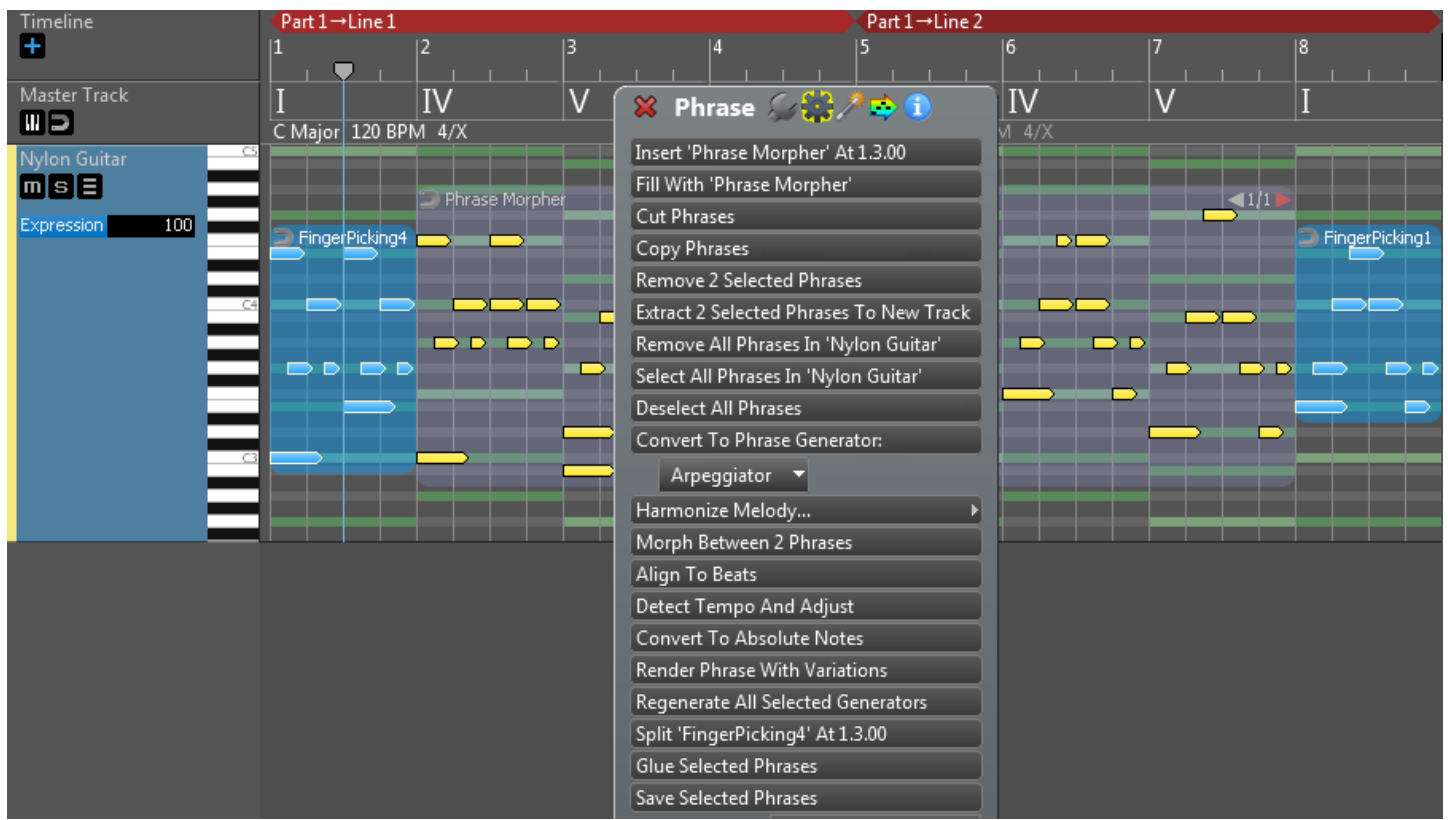 Timeline
Part 1→Line 1
Part 1→Line 2
1 2 3 4 5 6 7 8
Master Track
I IV V IV V I
C Major 120 BPM 4/X
M 4/X
Nylon Guitar
C5
m s
Expression 100
C4
C3
FingerPicking4
Phrase Morpher
1/1
FingerPicking1
Phrase
Insert 'Phrase Morpher' At 1.3.00
Fill With 'Phrase Morpher'
Cut Phrases
Copy Phrases
Remove 2 Selected Phrases
Extract 2 Selected Phrases To New Track
Remove All Phrases In 'Nylon Guitar'
Select All Phrases In 'Nylon Guitar'
Deselect All Phrases
Convert To Phrase Generator:
Arpeggiator
Harmonize Melody...
Morph Between 2 Phrases
Align To Beats
Detect Tempo And Adjust
Convert To Absolute Notes
Render Phrase With Variations
Regenerate All Selected Generators
Split 'FingerPicking4' At 1.3.00
Glue Selected Phrases
Save Selected Phrases